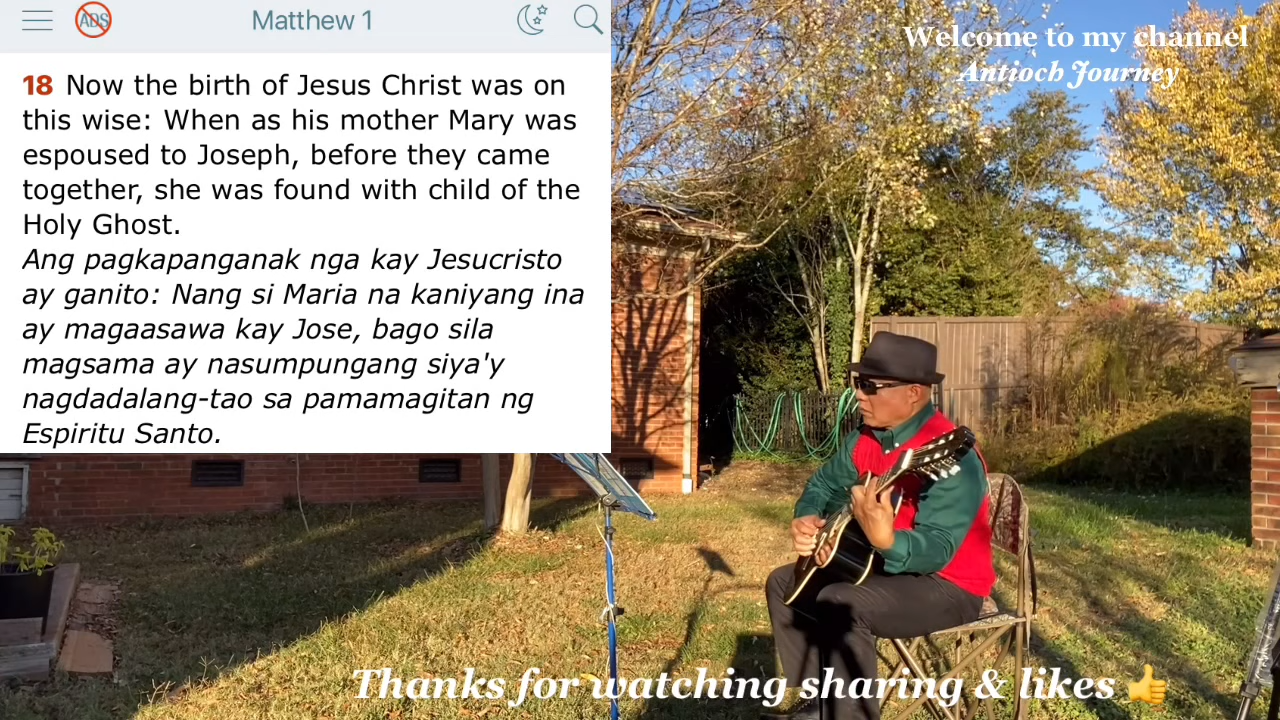 ADS
Matthew 1
18 Now the birth of Jesus Christ was on
this wise: When as his mother Mary was
espoused to Joseph, before they came
together, she was found with child of the
Holy Ghost.
Ang pagkapanganak nga kay Jesucristo
ay ganito: Nang si Maria na kaniyang ina
ay magaasawa kay Jose, bago sila
magsama ay nasumpungang siya'y
nagdadalang-tao sa pamamagitan ng
Espiritu Santo.
Welcome to my channel
Antioch Journey
Thanks for watching sharing & likes 👍